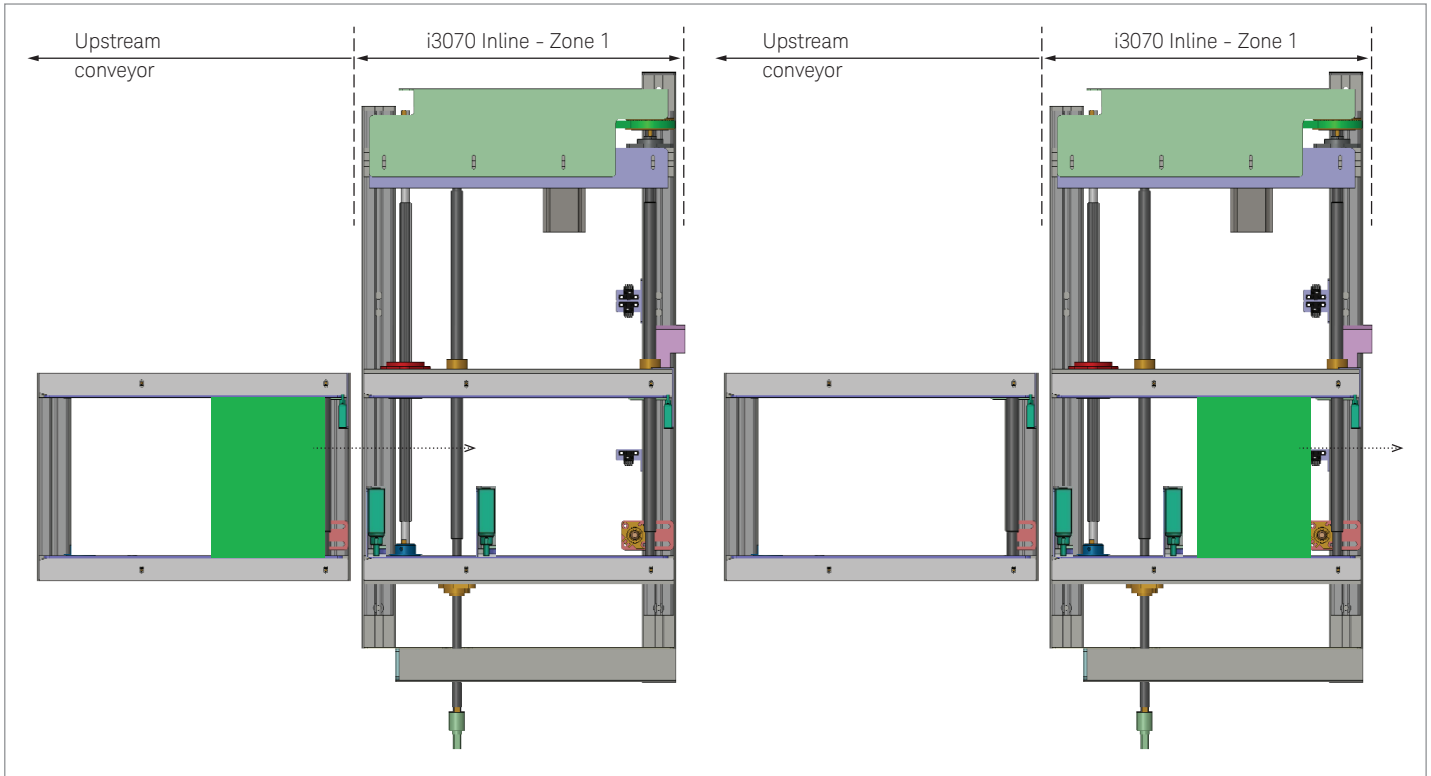 Upstream
conveyor
i3070 Inline - Zone 1
Upstream
conveyor
i3070 Inline - Zone 1